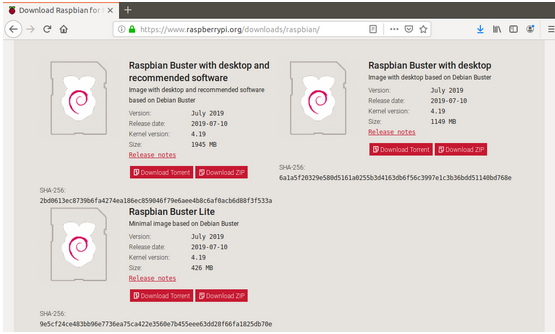 Download Raspbian for
https://www.raspberrypi.org/downloads/raspbian/
Raspbian Buster with desktop and
recommended software
Image with desktop and recommended software
based on Debian Buster
Version: July 2019
Release date: 2019-07-10
Kernel version: 4.19
Size: 1945 MB
Release notes
Download Torrent Download ZIP
SHA-256:
2bd0613ec8739b6fa4274ea186ec859046f79e6aee4b8c6af0acb6d88f3f533a
Raspbian Buster with desktop
Image with desktop based on Debian Buster
Version: July 2019
Release date: 2019-07-10
Kernel version: 4.19
Size: 1149 MB
Release notes
Download Torrent Download ZIP
SHA-256:
6a1a5f20329e580d5161a0255b3d4163db6f56c3997e1c3b36bdd51140bd768e
Raspbian Buster Lite
Minimal image based on Debian Buster
Version: July 2019
Release date: 2019-07-10
Kernel version: 4.19
Size: 426 MB
Release notes
Download Torrent Download ZIP
SHA-256:
9e5cf24ce483bb96e7736ea75ca422e3560e7b455eee63dd28f66fa1825db70e